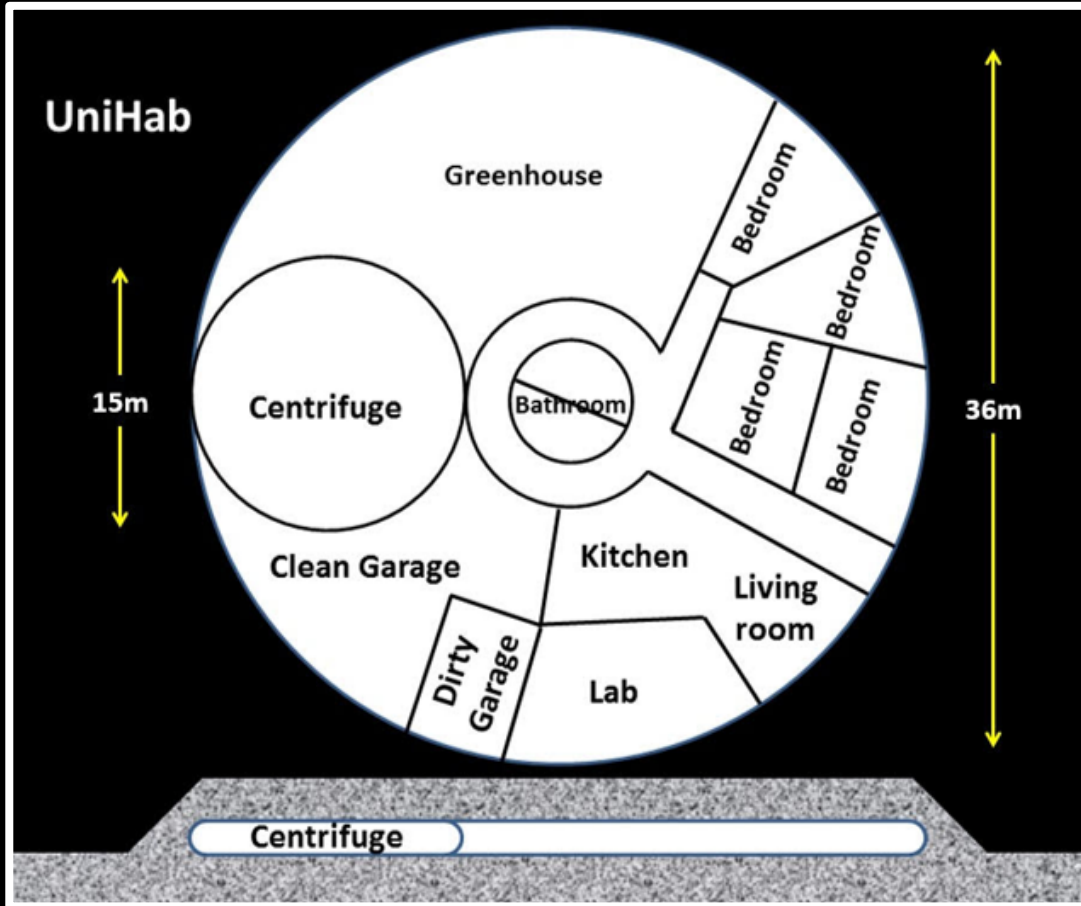 UniHab
Greenhouse
Bedroom
Bedroom
Bedroom
Bedroom
15m
Centrifuge
Bathroom
36m
Clean Garage
Kitchen
Living
room
Dirty
Garage
Lab
Centrifuge